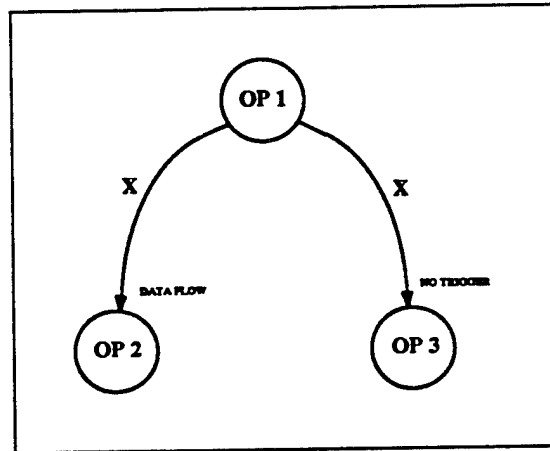 OP 1
X
X
DATA FLOW
NO TRIGGER
OP 2
OP 3